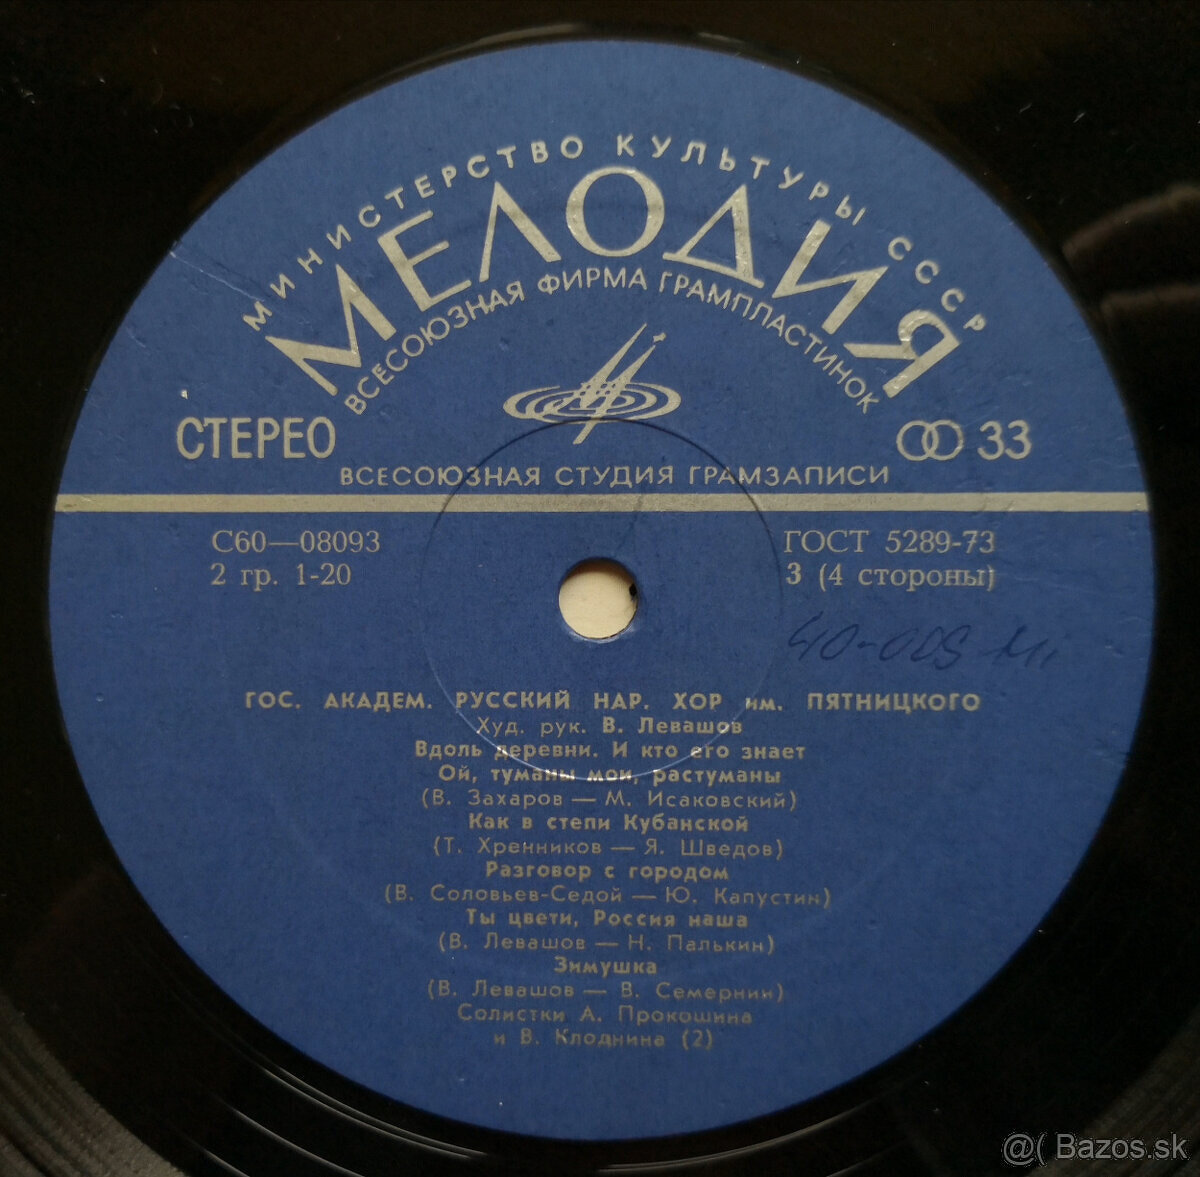 МИНИСТЕРСТВО КУЛЬТУРЫ СССР
МЕЛОДИЯ
ВСЕСОЮЗНАЯ ФИРМА ГРАМПЛАСТИНОК
СТЕРЕО
33
ВСЕСОЮЗНАЯ СТУДИЯ ГРАМЗАПИСИ
С60—08093
ГОСТ 5289-73
2 гр. 1-20
3 (4 стороны)
ГОС. АКАДЕМ. РУССКИЙ НАР. ХОР им. ПЯТНИЦКОГО
Худ. рук. В. Левашов
Вдоль деревни. И кто его знает
Ой, туманы мои, растуманы
(В. Захаров — М. Исаковский)
Как в степи Кубанской
(Т. Хренников — Я. Шведов)
Разговор с городом
(В. Соловьев-Седой — Ю. Капустин)
Ты цвети, Россия наша
(В. Левашов — Н. Палькин)
Зимушка
(В. Левашов — В. Семернин)
Солистки А. Прокошина
и В. Клоднина (2)
@( Bazos.sk